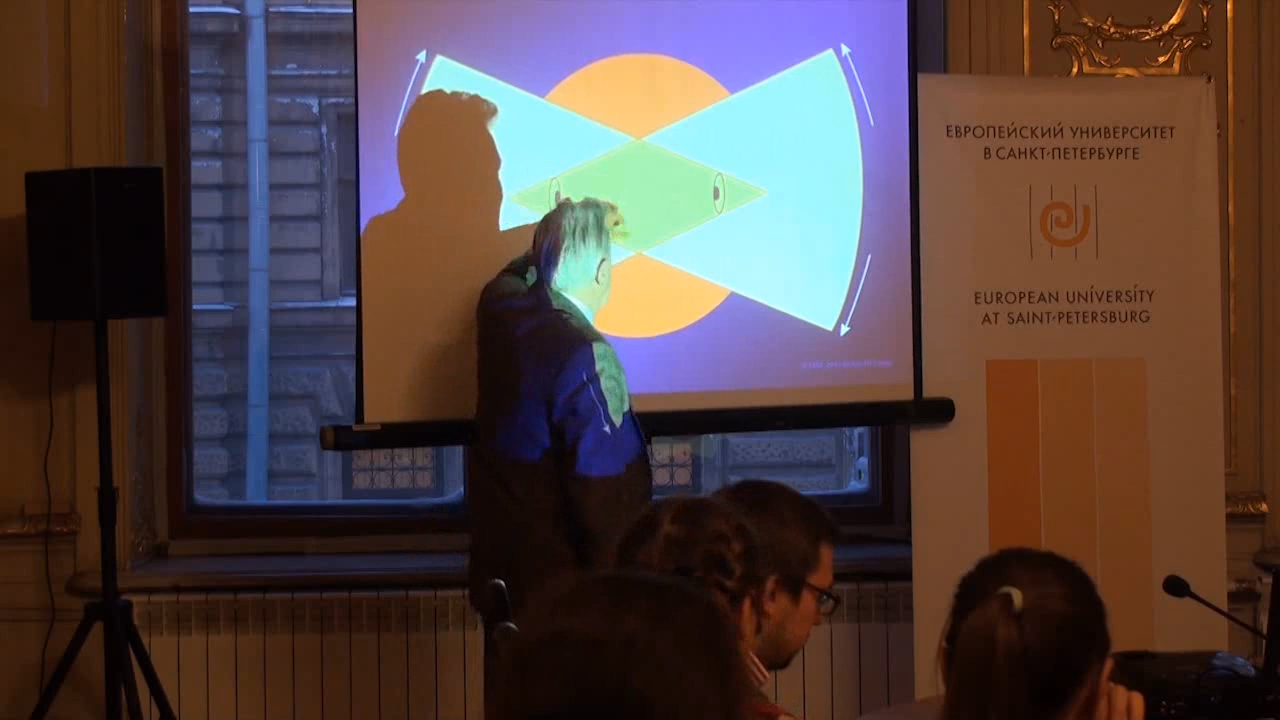 ЕВРОПЕЙСКИЙ УНИВЕРСИТЕТ
В САНКТ-ПЕТЕРБУРГЕ
EUROPEAN UNIVERSITY
AT SAINT-PETERSBURG